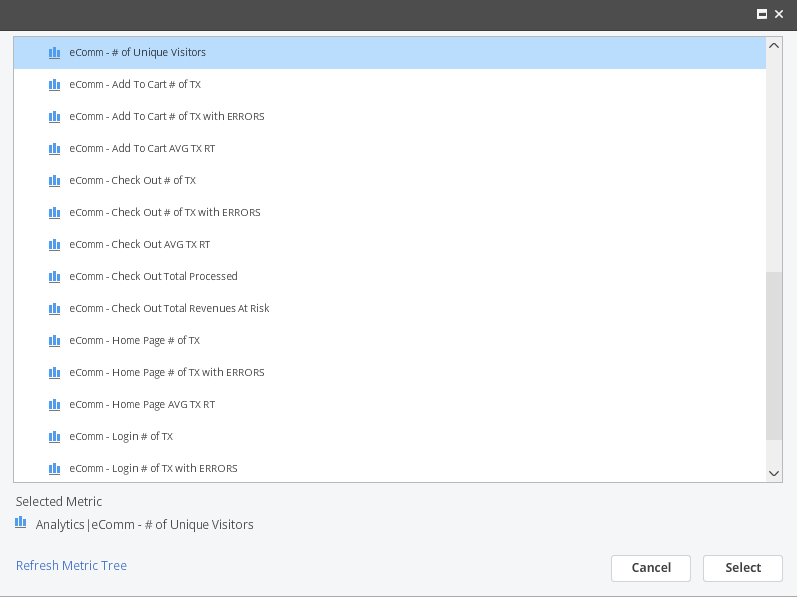 eComm - # of Unique Visitors
eComm - Add To Cart # of TX
eComm - Add To Cart # of TX with ERRORS
eComm - Add To Cart AVG TX RT
eComm - Check Out # of TX
eComm - Check Out # of TX with ERRORS
eComm - Check Out AVG TX RT
eComm - Check Out Total Processed
eComm - Check Out Total Revenues At Risk
eComm - Home Page # of TX
eComm - Home Page # of TX with ERRORS
eComm - Home Page AVG TX RT
eComm - Login # of TX
eComm - Login # of TX with ERRORS
Selected Metric
Analytics|eComm - # of Unique Visitors
Refresh Metric Tree
Cancel
Select